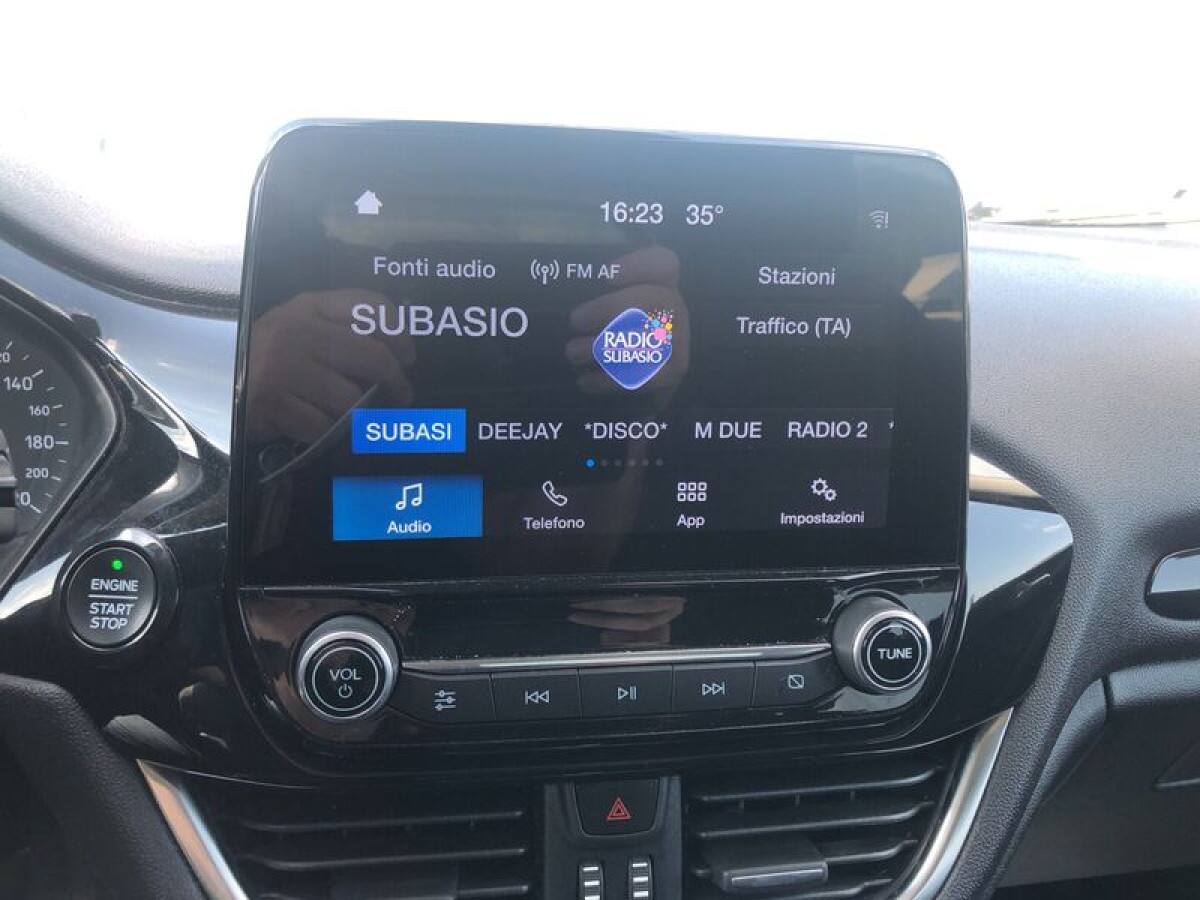 16:23 35°
Fonti audio FM AF Stazioni
SUBASIO Traffico (TA)
RADIO
SUBASIO
SUBASI DEEJAY *DISCO* M DUE RADIO 2 *
Audio Telefono App Impostazioni
140
160
180
200
ENGINE
START
STOP
VOL
TUNE